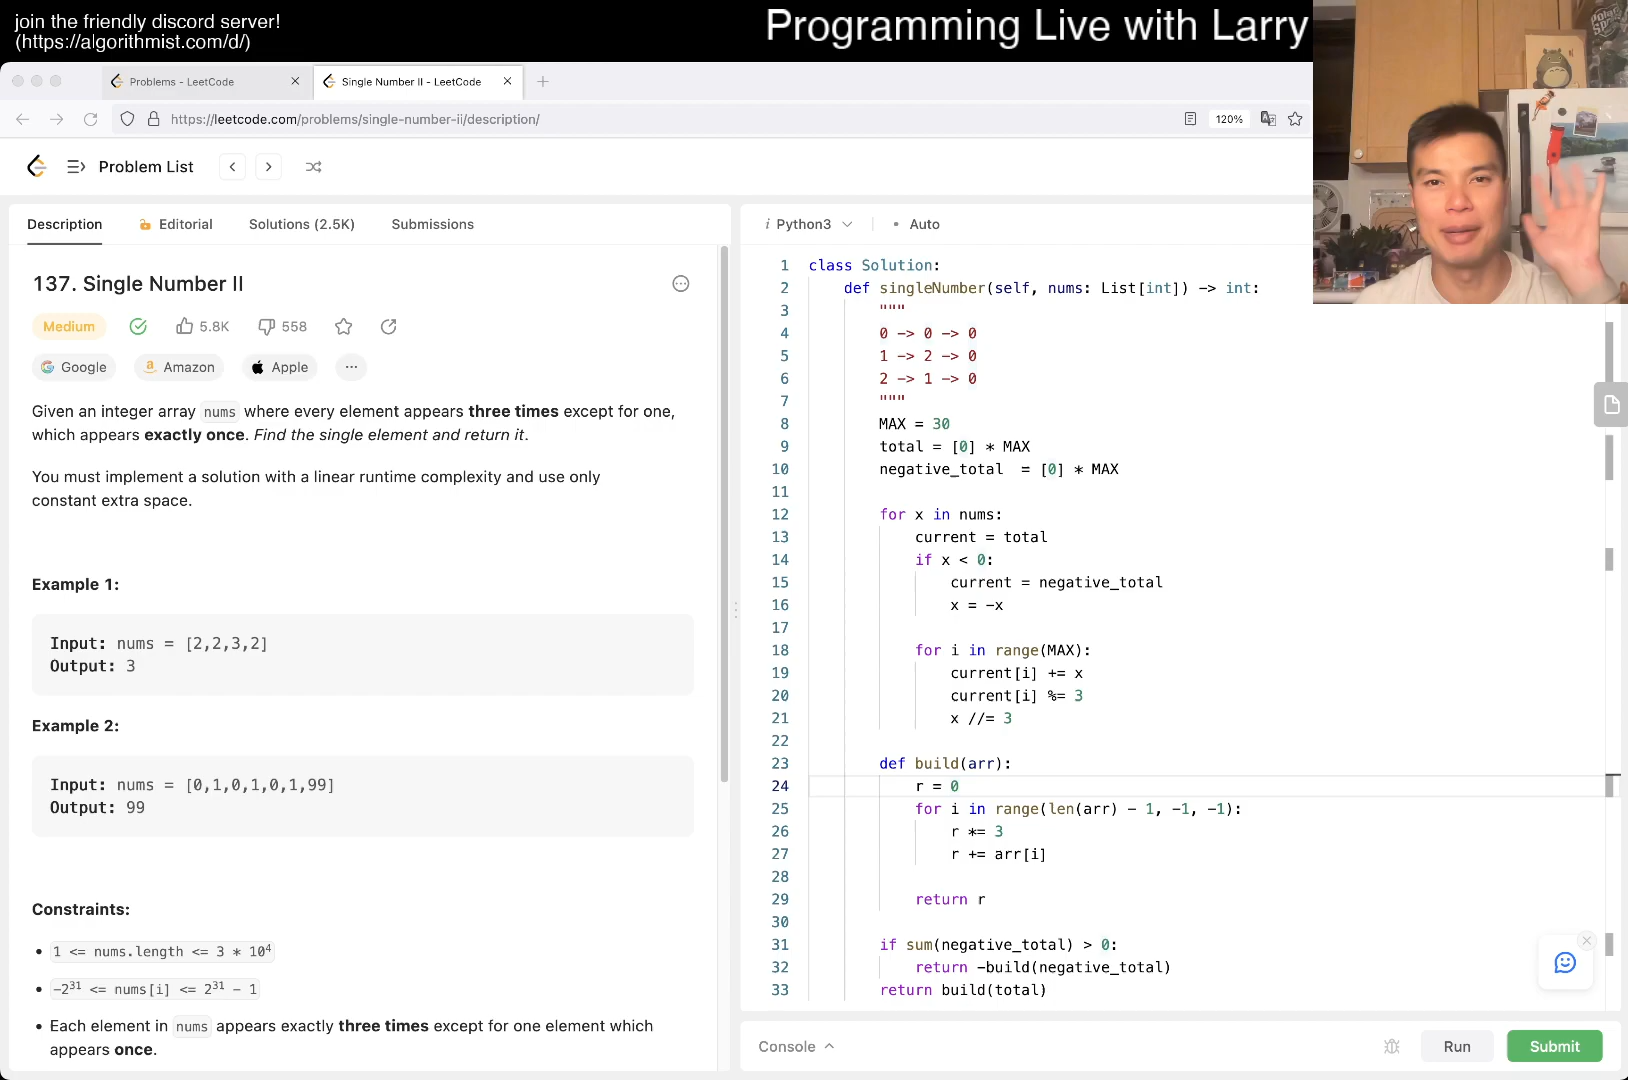 join the friendly discord server!
(https://algorithmist.com/d/)
Programming Live with Larry
Problems - LeetCode
Single Number II - LeetCode
https://leetcode.com/problems/single-number-ii/description/
120%
Problem List
Description
Editorial
Solutions (2.5K)
Submissions
137. Single Number II
Medium
5.8K
558
Google
Amazon
Apple
Given an integer array nums where every element appears three times except for one,
which appears exactly once. Find the single element and return it.
You must implement a solution with a linear runtime complexity and use only
constant extra space.
Example 1:
Input: nums = [2,2,3,2]
Output: 3
Example 2:
Input: nums = [0,1,0,1,0,1,99]
Output: 99
Constraints:
• 1 <= nums.length <= 3 * 10⁴
• -2³¹ <= nums[i] <= 2³¹ - 1
• Each element in nums appears exactly three times except for one element which
appears once.
i Python3
• Auto
1 class Solution:
2 def singleNumber(self, nums: List[int]) -> int:
3 """
4 0 -> 0 -> 0
5 1 -> 2 -> 0
6 2 -> 1 -> 0
7 """
8 MAX = 30
9 total = [0] * MAX
10 negative_total  = [0] * MAX
11
12 for x in nums:
13 current = total
14 if x < 0:
15 current = negative_total
16 x = -x
17
18 for i in range(MAX):
19 current[i] += x
20 current[i] %= 3
21 x //= 3
22
23 def build(arr):
24 r = 0
25 for i in range(len(arr) - 1, -1, -1):
26 r *= 3
27 r += arr[i]
28
29 return r
30
31 if sum(negative_total) > 0:
32 return -build(negative_total)
33 return build(total)
Console
Run
Submit